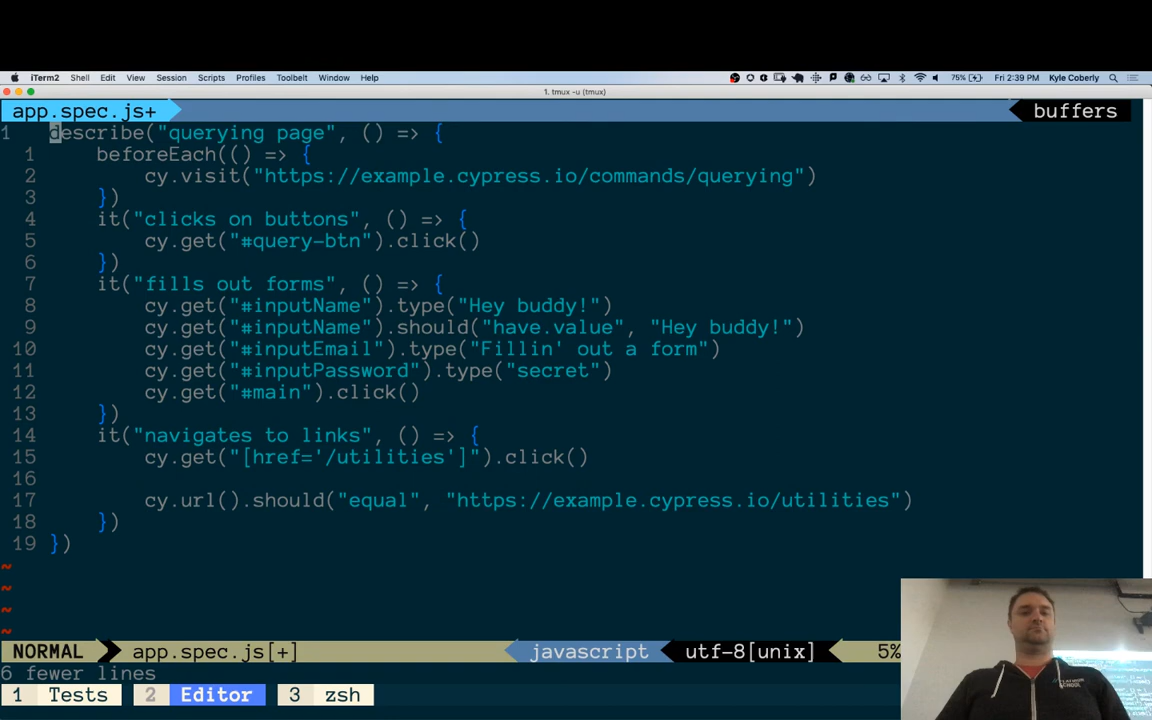 iTerm2 Shell Edit View Session Scripts Profiles Toolbelt Window Help 75% Fri 2:39 PM Kyle Coberly
1. tmux -u (tmux)
app.spec.js+ buffers
1 describe("querying page", () => {
1 beforeEach(() => {
2 cy.visit("https://example.cypress.io/commands/querying")
3 })
4 it("clicks on buttons", () => {
5 cy.get("#query-btn").click()
6 })
7 it("fills out forms", () => {
8 cy.get("#inputName").type("Hey buddy!")
9 cy.get("#inputName").should("have.value", "Hey buddy!")
10 cy.get("#inputEmail").type("Fillin' out a form")
11 cy.get("#inputPassword").type("secret")
12 cy.get("#main").click()
13 })
14 it("navigates to links", () => {
15 cy.get("[href='/utilities']").click()
16
17 cy.url().should("equal", "https://example.cypress.io/utilities")
18 })
19 })
~
~
~
~
NORMAL app.spec.js[+] javascript utf-8[unix] 5%
6 fewer lines
1 Tests 2 Editor 3 zsh
SCHOOL